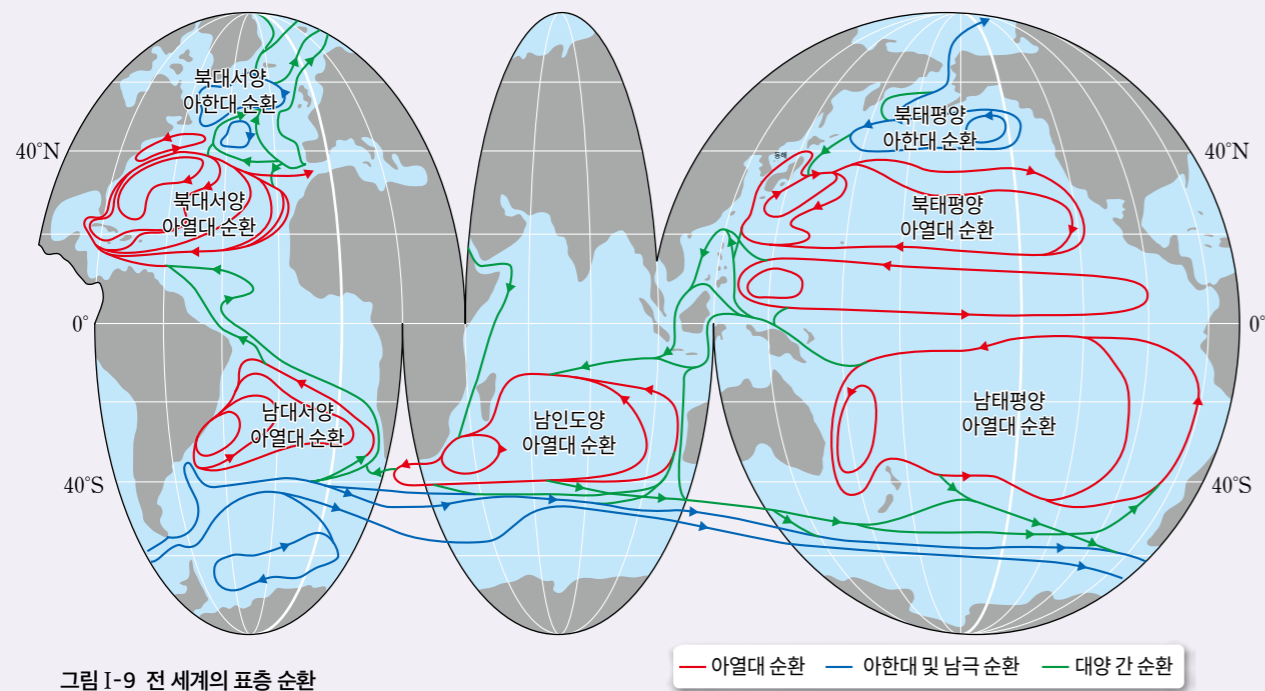 북대서양
아한대 순환
북태평양
아한대 순환
40°N
동해
40°N
북대서양
아열대 순환
북태평양
아열대 순환
0°
0°
남대서양
아열대 순환
남인도양
아열대 순환
남태평양
아열대 순환
40°S
40°S
아열대 순환
아한대 및 남극 순환
대양 간 순환
그림 I-9 전 세계의 표층 순환